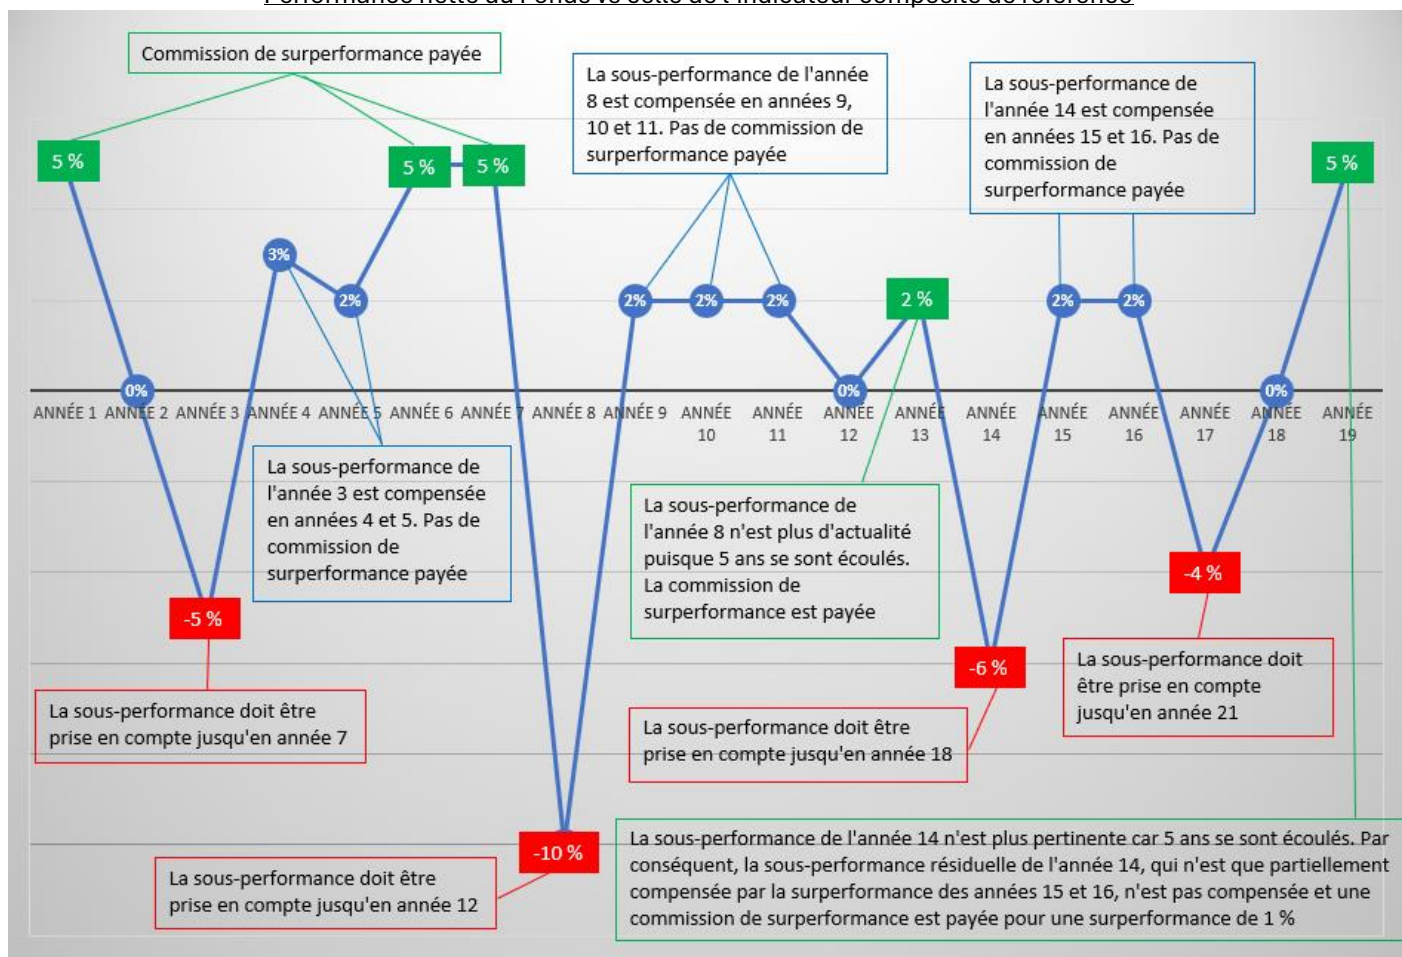 Performance nette du Fonds vs celle de l'indicateur composite de référence
Commission de surperformance payée
La sous-performance de l'année
8 est compensée en années 9,
10 et 11. Pas de commission de
surperformance payée
La sous-performance de
l'année 14 est compensée
en années 15 et 16. Pas de
commission de
surperformance payée
5 %
5 %
5 %
5 %
3%
2%
2%
2%
2%
2 %
2%
2%
0%
0%
0%
ANNÉE 1
ANNÉE 2
ANNÉE 3
ANNÉE 4
ANNÉE 5
ANNÉE 6
ANNÉE 7
ANNÉE 8
ANNÉE 9
ANNÉE
10
ANNÉE
11
ANNÉE
12
ANNÉE
13
ANNÉE
14
ANNÉE
15
ANNÉE
16
ANNÉE
17
ANNÉE
18
ANNÉE
19
La sous-performance de
l'année 3 est compensée
en années 4 et 5. Pas de
commission de
surperformance payée
La sous-performance de
l'année 8 n'est plus d'actualité
puisque 5 ans se sont écoulés.
La commission de
surperformance est payée
-5 %
-4 %
-6 %
La sous-performance doit être
prise en compte jusqu'en année 7
La sous-performance doit être
prise en compte jusqu'en année 18
La sous-performance doit
être prise en compte
jusqu'en année 21
-10 %
La sous-performance doit être
prise en compte jusqu'en année 12
La sous-performance de l'année 14 n'est plus pertinente car 5 ans se sont écoulés. Par
conséquent, la sous-performance résiduelle de l'année 14, qui n'est que partiellement
compensée par la surperformance des années 15 et 16, n'est pas compensée et une
commission de surperformance est payée pour une surperformance de 1 %